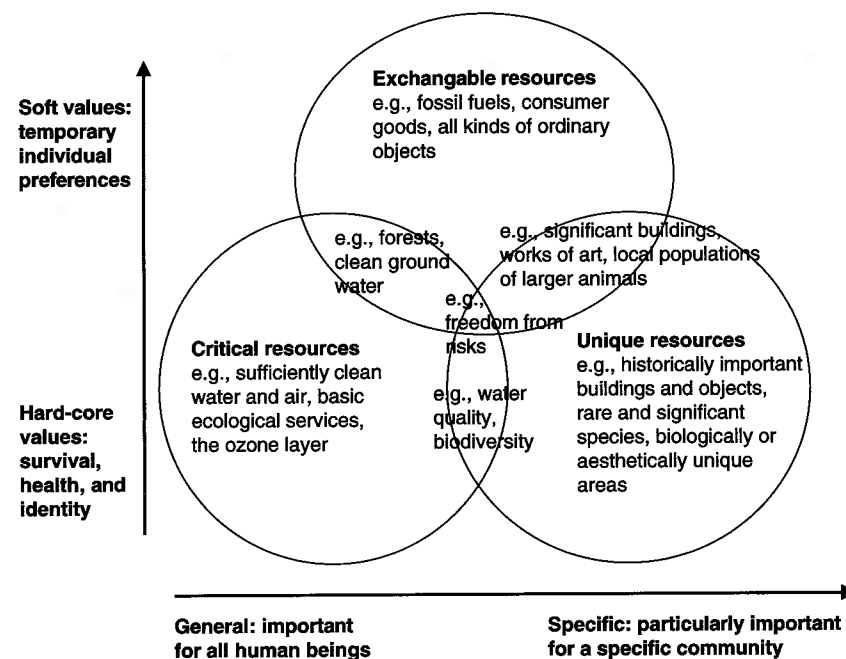 Exchangable resources
e.g., fossil fuels, consumer
goods, all kinds of ordinary
objects
Soft values:
temporary
individual
preferences
e.g., forests,
clean ground
water
e.g., significant buildings,
works of art, local populations
of larger animals
e.g.,
freedom from
risks
Critical resources
e.g., sufficiently clean
water and air, basic
ecological services,
the ozone layer
Unique resources
e.g., historically important
buildings and objects,
rare and significant
species, biologically or
aesthetically unique
areas
e.g., water
quality,
biodiversity
Hard-core
values:
survival,
health, and
identity
General: important
for all human beings
Specific: particularly important
for a specific community